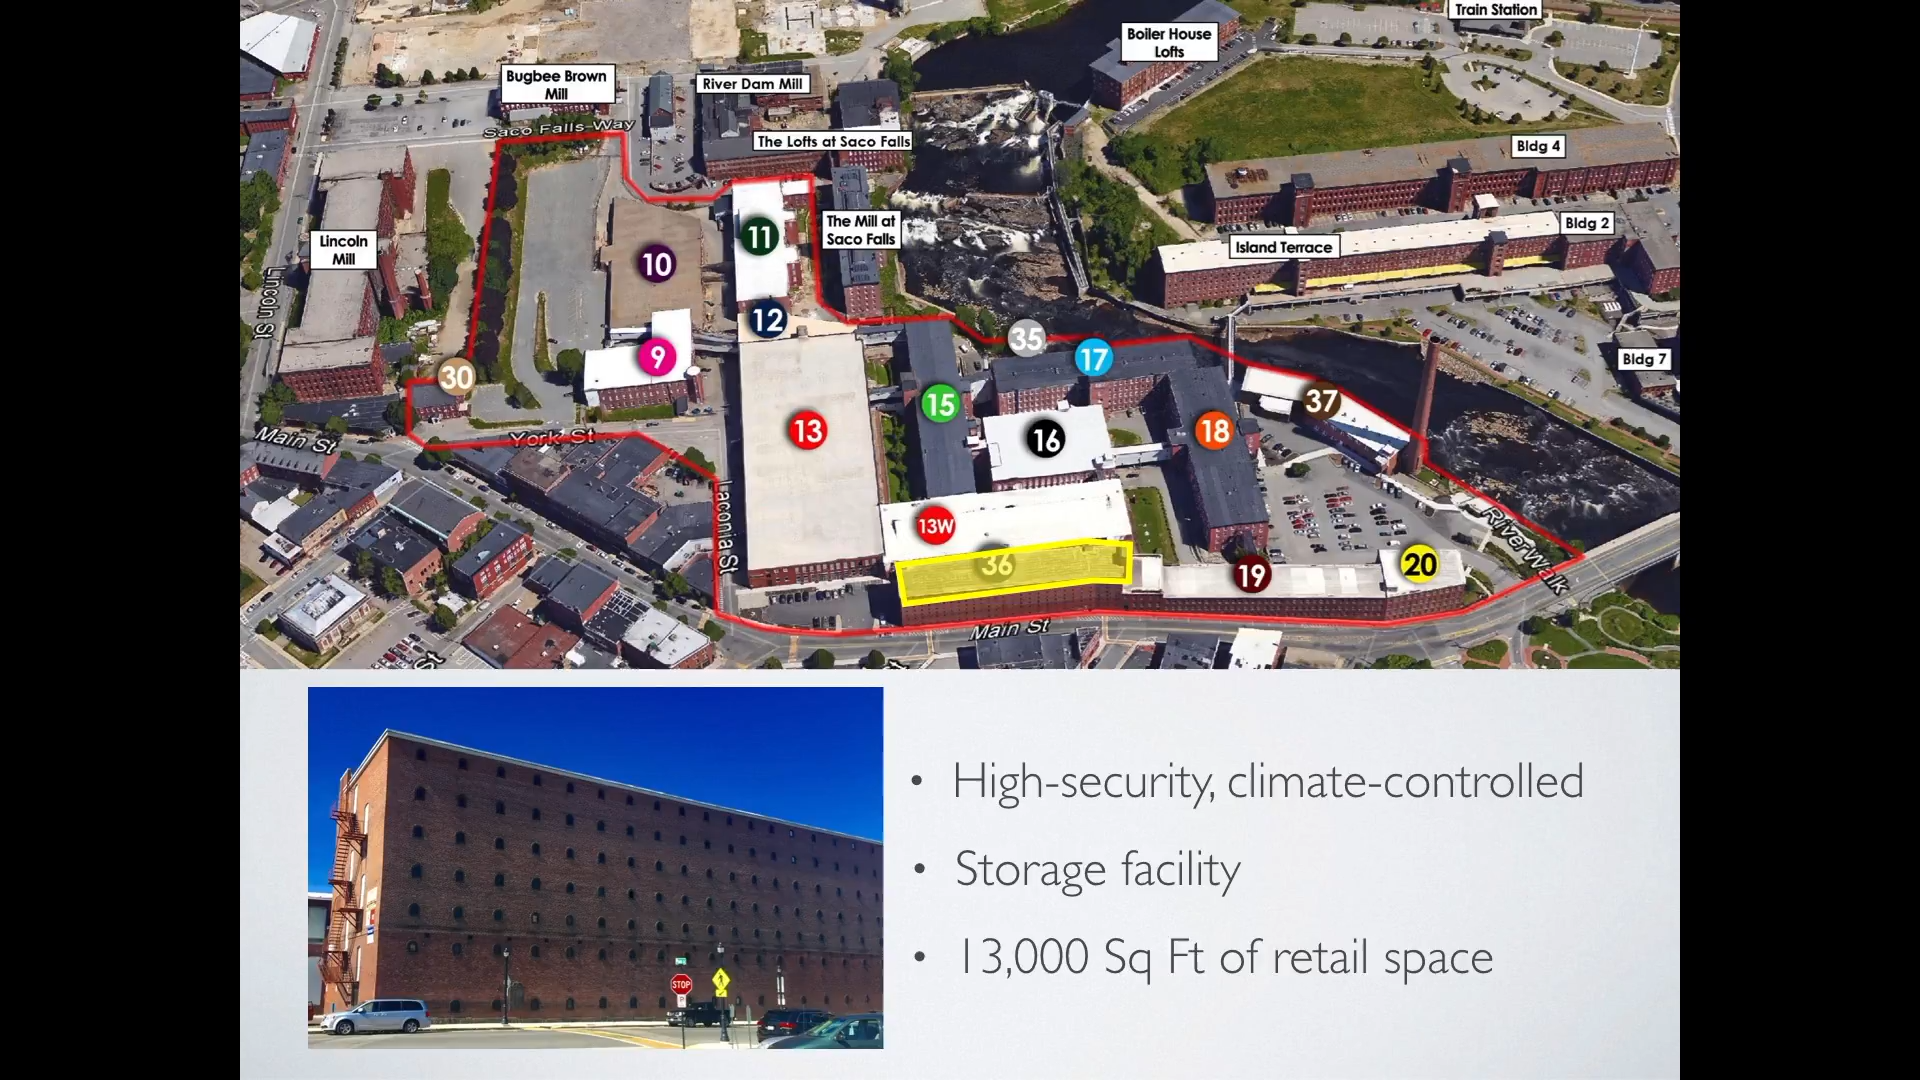 Train Station
Boiler House
Lofts
Bugbee Brown
Mill
River Dam Mill
Saco Falls Way
The Lofts at Saco Falls
Bldg 4
The Mill at
Saco Falls
Bldg 2
Island Terrace
Lincoln
Mill
Lincoln St
11
10
12
35
17
9
30
Bldg 7
15
37
13
16
18
Main St
York St
Laconia St
13W
36
19
20
RiverWalk
Main St
St
High-security, climate-controlled
Storage facility
13,000 Sq Ft of retail space
STOP